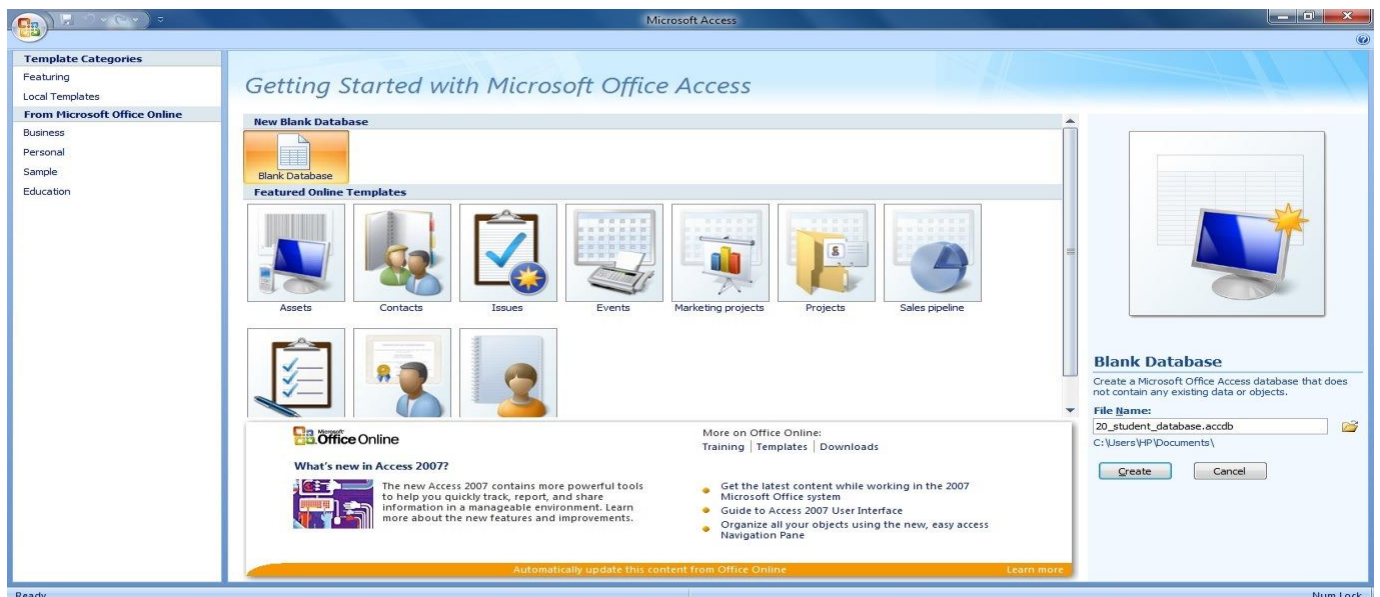 Microsoft Access
Template Categories
Featuring
Local Templates
From Microsoft Office Online
Business
Personal
Sample
Education
Getting Started with Microsoft Office Access
New Blank Database
Blank Database
Featured Online Templates
Assets
Contacts
Issues
Events
Marketing projects
Projects
Sales pipeline
Microsoft
Office Online
What's new in Access 2007?
The new Access 2007 contains more powerful tools
to help you quickly track, report, and share
information in a manageable environment. Learn
more about the new features and improvements.
More on Office Online:
Training | Templates | Downloads
Get the latest content while working in the 2007
Microsoft Office system
Guide to Access 2007 User Interface
Organize all your objects using the new, easy access
Navigation Pane
Automatically update this content from Office Online
Learn more
Blank Database
Create a Microsoft Office Access database that does
not contain any existing data or objects.
File Name:
20_student_database.accdb
C:\Users\HP\Documents\
Create
Cancel
Ready
Num Lock